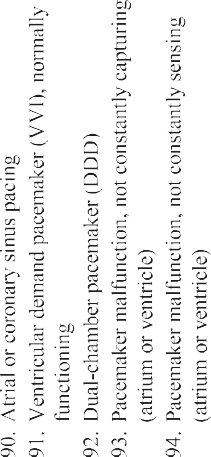 90. Atrial or coronary sinus pacing
91. Ventricular demand pacemaker (VVI), normally
functioning
92. Dual-chamber pacemaker (DDD)
93. Pacemaker malfunction, not constantly capturing
(atrium or ventricle)
94. Pacemaker malfunction, not constantly sensing
(atrium or ventricle)